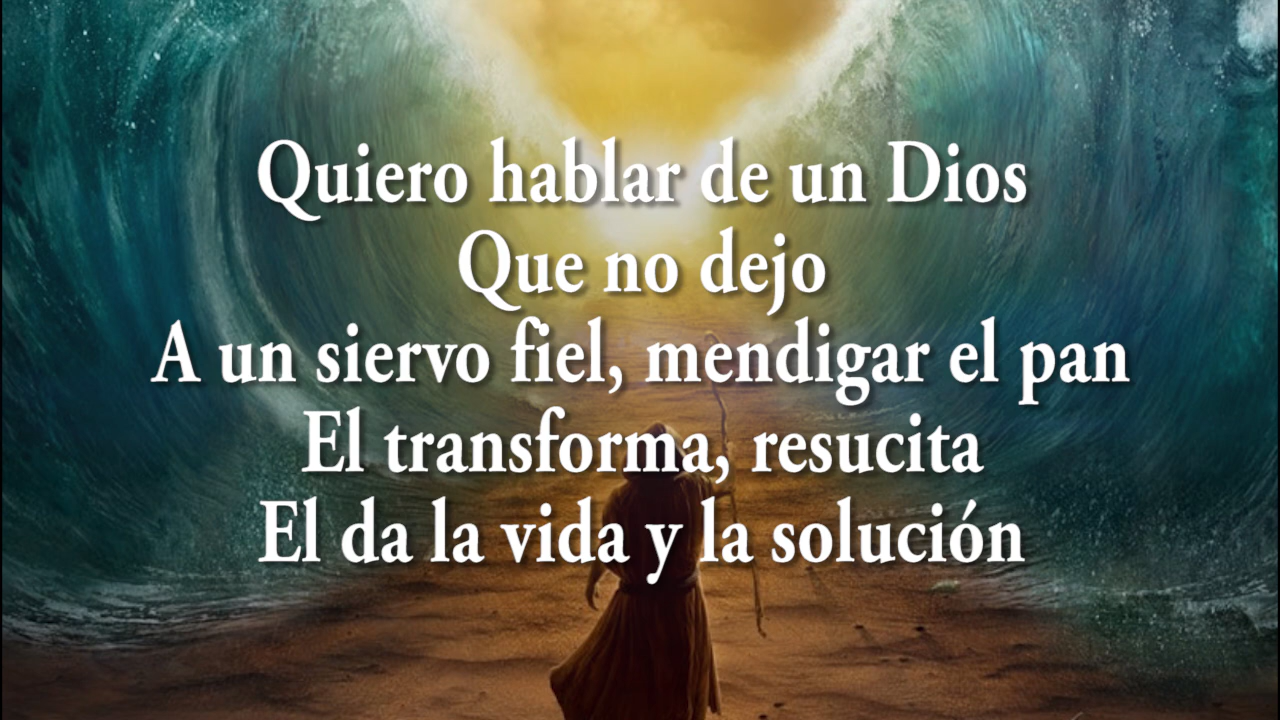 Quiero hablar de un Dios
Que no dejo
A un siervo fiel, mendigar el pan
El transforma, resucita
El da la vida y la solución